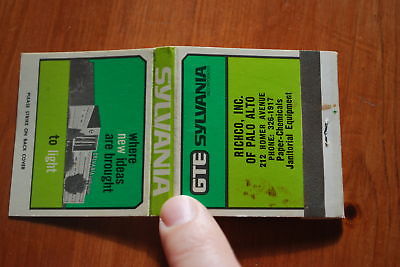 PLEASE STRIKE ON BACK COVER
where
new ideas
are brought
to light
SYLVANIA
GTE SYLVANIA
RICHCO, INC.
OF PALO ALTO
212 HOMER AVENUE
PHONE: 326-1917
Paper-Chemicals
Janitorial Equipment